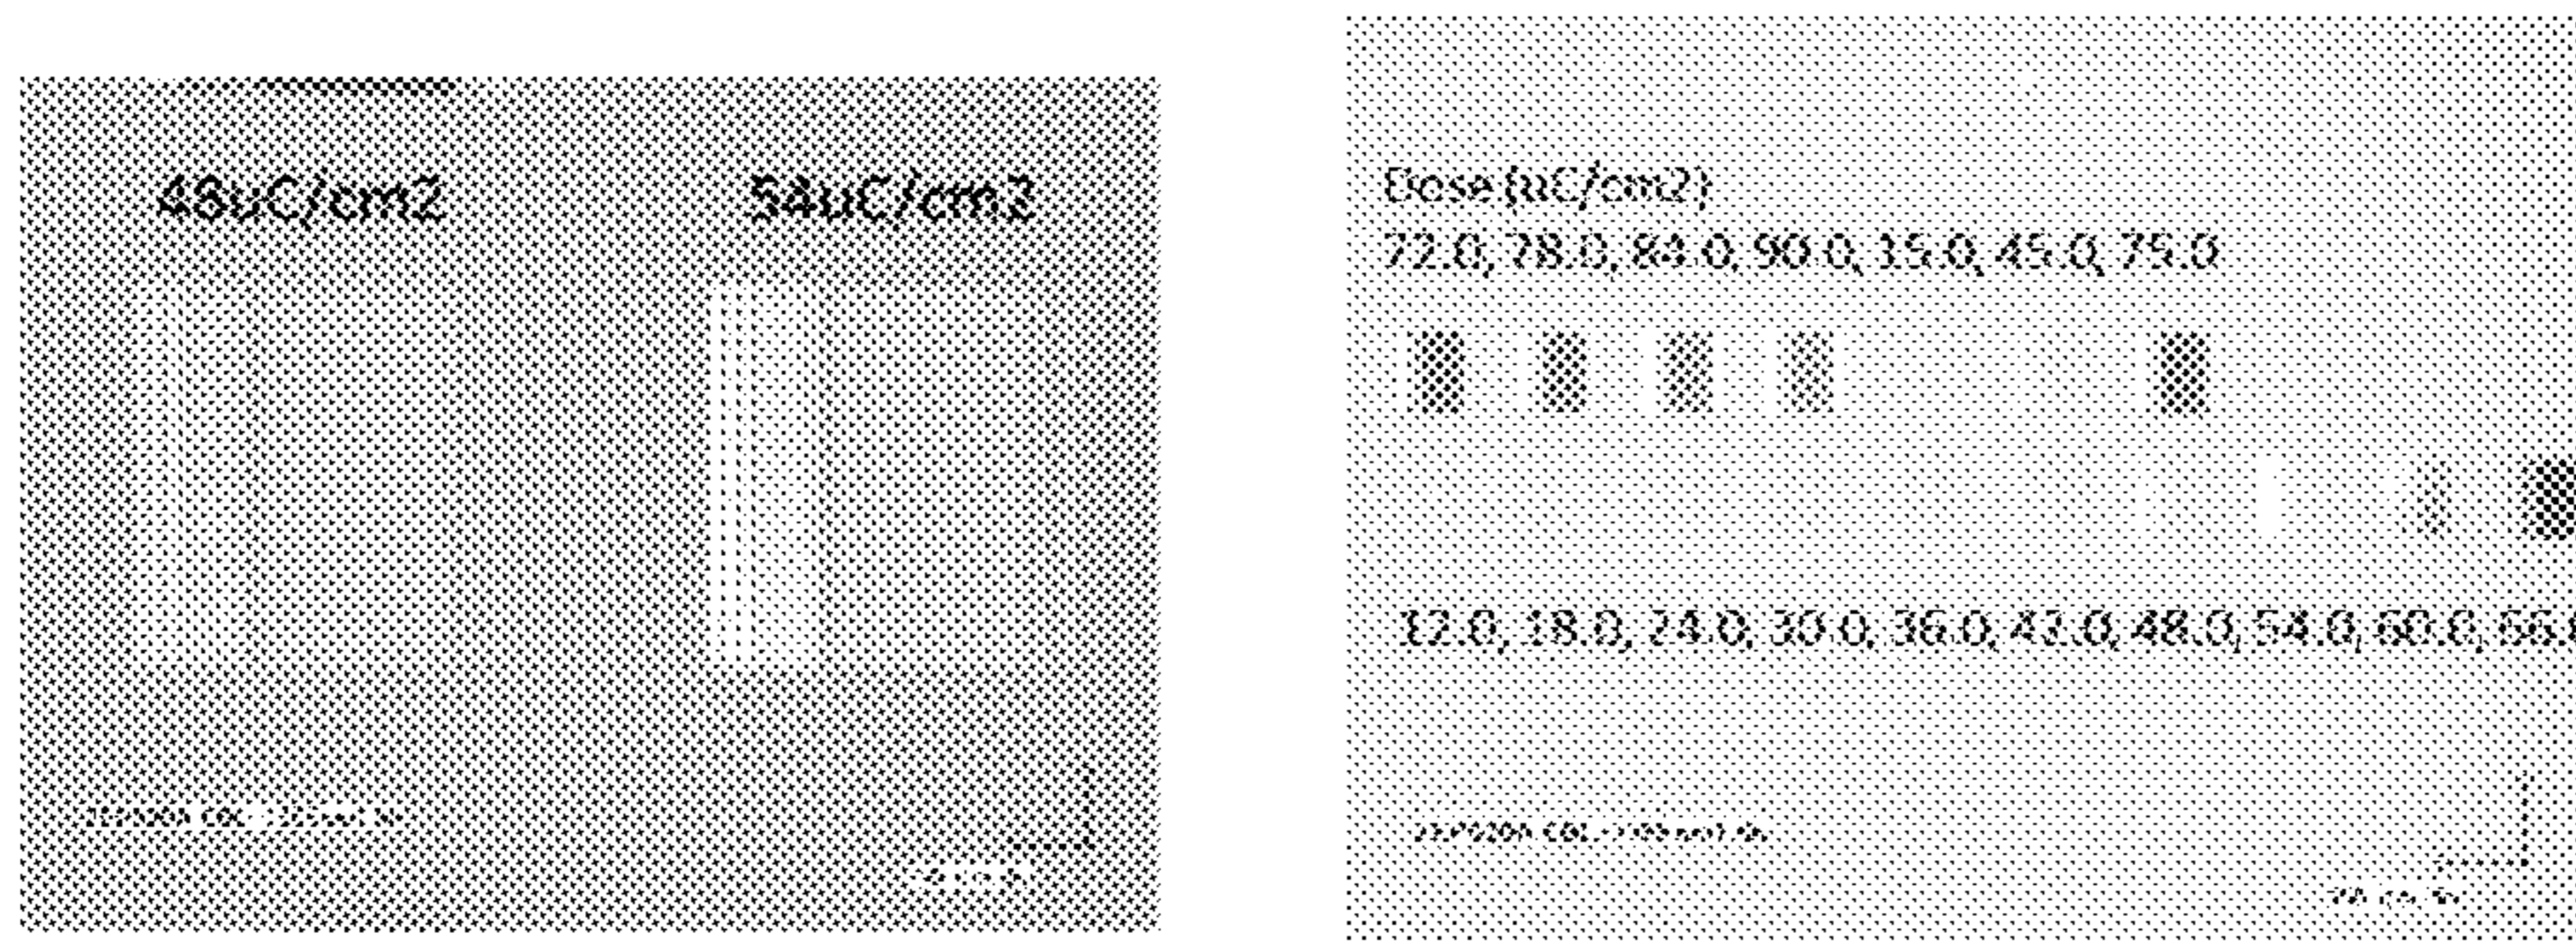 48uC/cm2
54uC/cm2
Dose (uC/cm2)
72.0, 78.0, 84.0, 90.0, 15.0, 45.0, 75.0
12.0, 18.0, 24.0, 30.0, 36.0, 42.0, 48.0, 54.0, 60.0, 66.